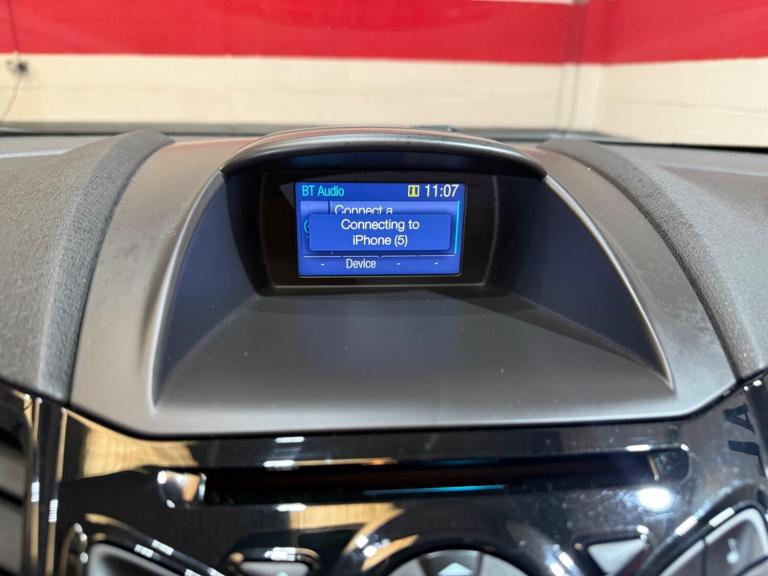 BT Audio 11:07
Connect a
Connecting to
iPhone (5)
- Device - -